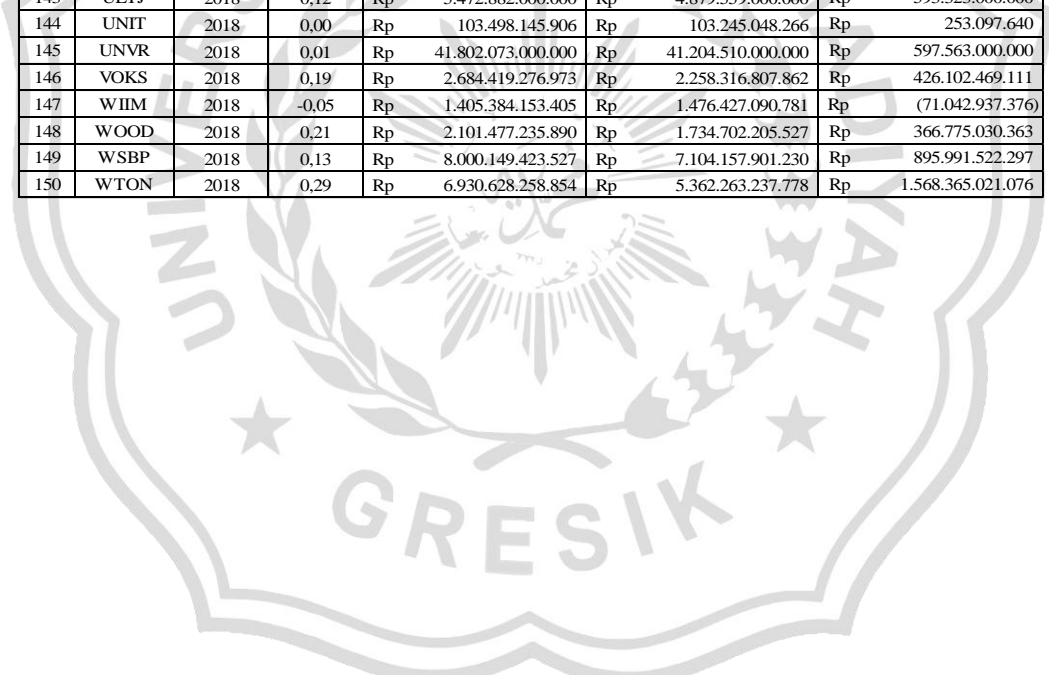 144 UNIT 2018 0,00 Rp 103.498.145.906 Rp 103.245.048.266 Rp 253.097.640
145 UNVR 2018 0,01 Rp 41.802.073.000.000 Rp 41.204.510.000.000 Rp 597.563.000.000
146 VOKS 2018 0,19 Rp 2.684.419.276.973 Rp 2.258.316.807.862 Rp 426.102.469.111
147 WIIM 2018 -0,05 Rp 1.405.384.153.405 Rp 1.476.427.090.781 Rp (71.042.937.376)
148 WOOD 2018 0,21 Rp 2.101.477.235.890 Rp 1.734.702.205.527 Rp 366.775.030.363
149 WSBP 2018 0,13 Rp 8.000.149.423.527 Rp 7.104.157.901.230 Rp 895.991.522.297
150 WTON 2018 0,29 Rp 6.930.628.258.854 Rp 5.362.263.237.778 Rp 1.568.365.021.076
GRESIK